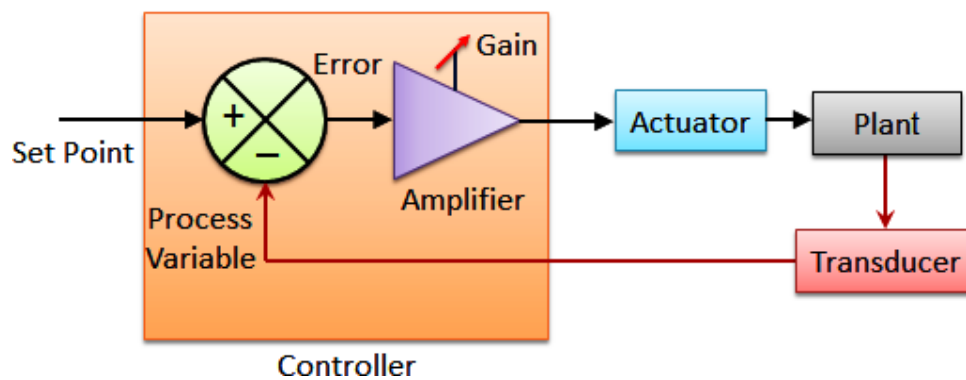 Set Point
+
−
Error
Gain
Amplifier
Process
Variable
Actuator
Plant
Transducer
Controller